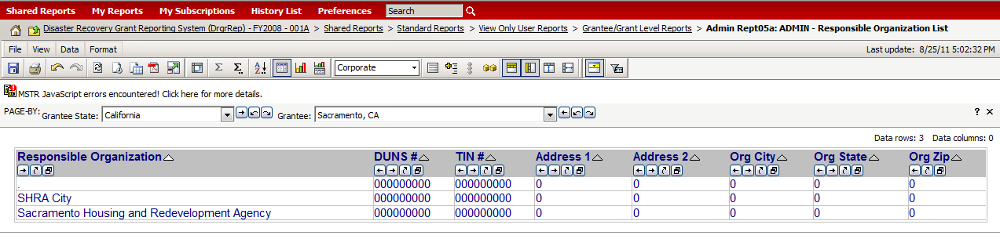 Shared Reports My Reports My Subscriptions History List Preferences Search
Disaster Recovery Grant Reporting System (DrgrRep) - FY2008 - 001A > Shared Reports > Standard Reports > View Only User Reports > Grantee/Grant Level Reports > Admin Rept05a: ADMIN - Responsible Organization List
File View Data Format Last update: 8/25/11 5:02:32 PM
Corporate
MSTR JavaScript errors encountered! Click here for more details.
PAGE-BY: Grantee State: California Grantee: Sacramento, CA ? ×
Data rows: 3 Data columns: 0
Responsible Organization DUNS # TIN # Address 1 Address 2 Org City Org State Org Zip
. 000000000 000000000 0 0 0 0 0
SHRA City 000000000 000000000 0 0 0 0 0
Sacramento Housing and Redevelopment Agency 000000000 000000000 0 0 0 0 0